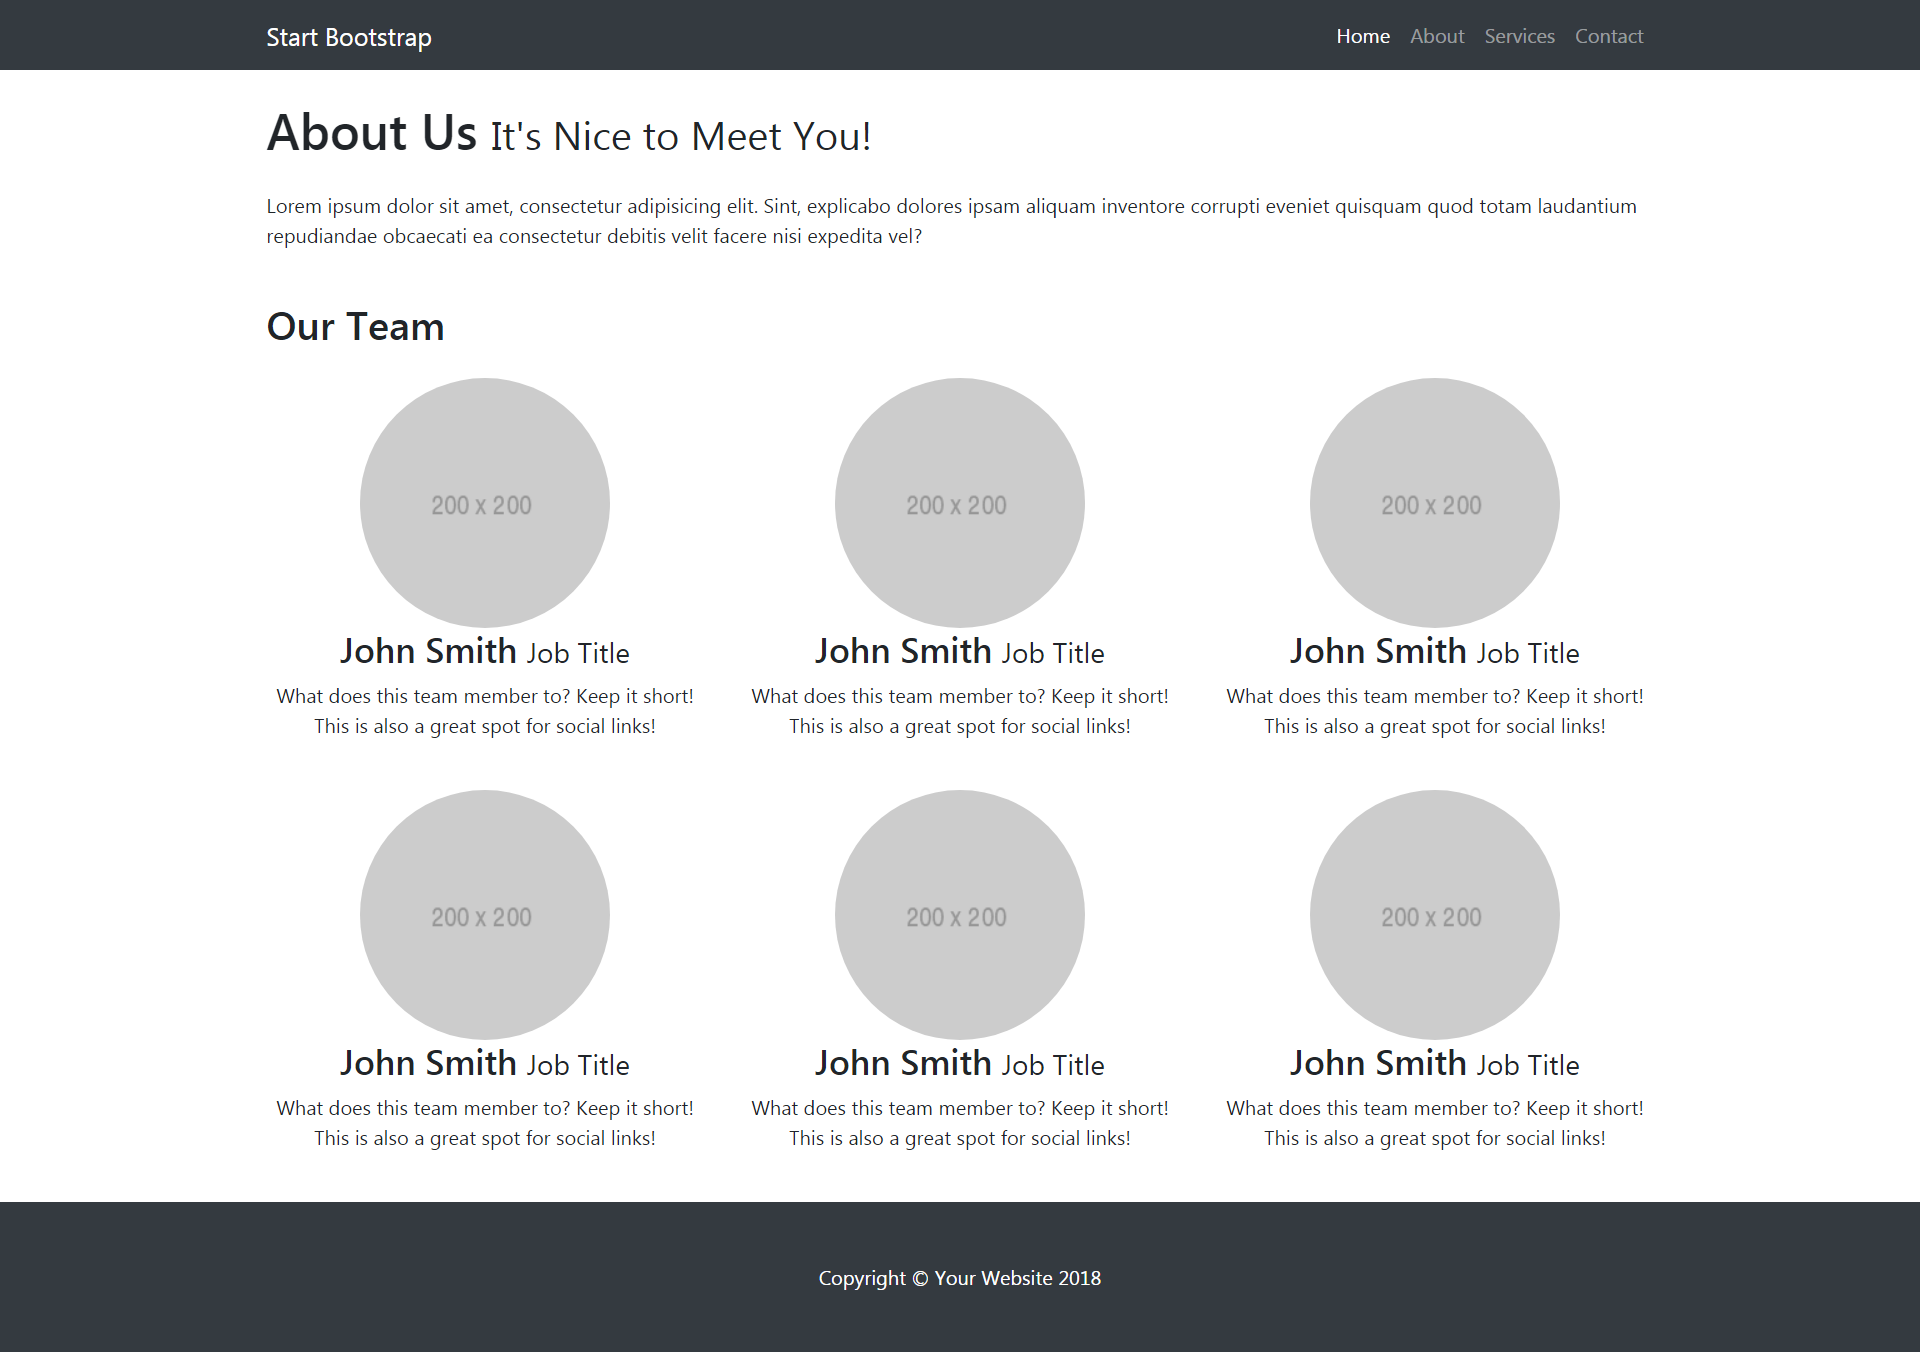 Start Bootstrap
Home About Services Contact
About Us It's Nice to Meet You!
Lorem ipsum dolor sit amet, consectetur adipisicing elit. Sint, explicabo dolores ipsam aliquam inventore corrupti eveniet quisquam quod totam laudantium
repudiandae obcaecati ea consectetur debitis velit facere nisi expedita vel?
Our Team
200 x 200
John Smith Job Title
What does this team member to? Keep it short!
This is also a great spot for social links!
200 x 200
John Smith Job Title
What does this team member to? Keep it short!
This is also a great spot for social links!
200 x 200
John Smith Job Title
What does this team member to? Keep it short!
This is also a great spot for social links!
200 x 200
John Smith Job Title
What does this team member to? Keep it short!
This is also a great spot for social links!
200 x 200
John Smith Job Title
What does this team member to? Keep it short!
This is also a great spot for social links!
200 x 200
John Smith Job Title
What does this team member to? Keep it short!
This is also a great spot for social links!
Copyright © Your Website 2018